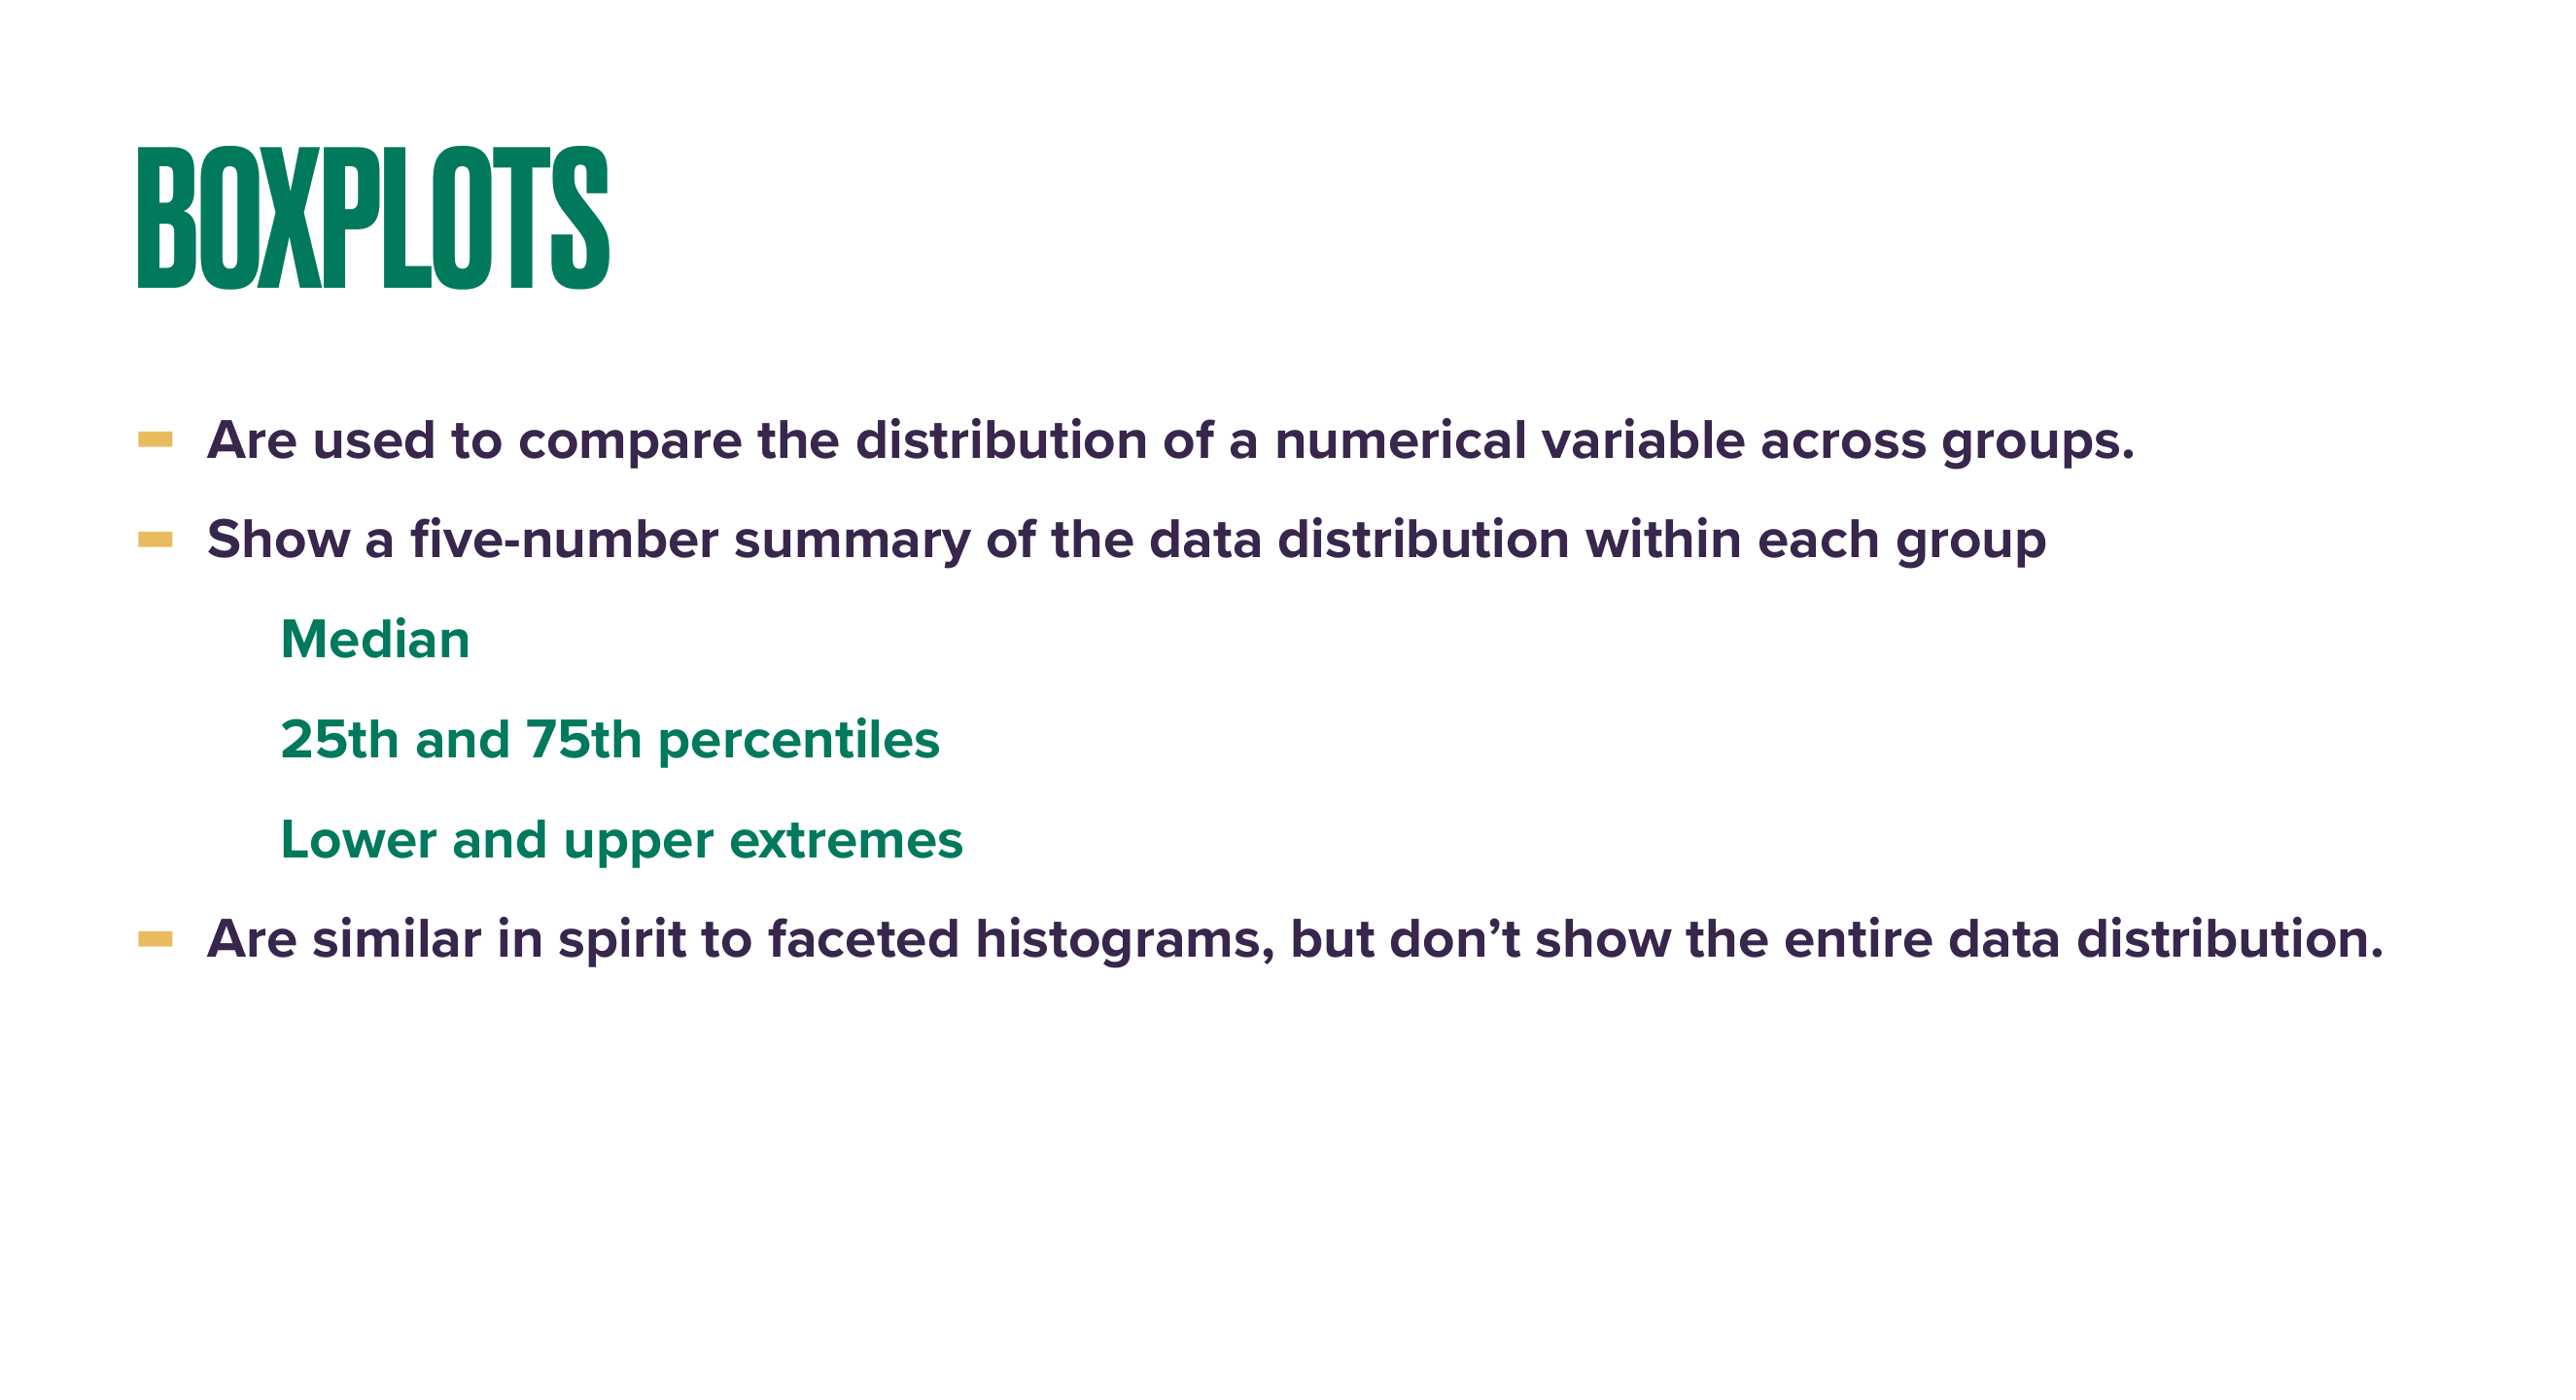 BOXPLOTS
Are used to compare the distribution of a numerical variable across groups.
Show a five-number summary of the data distribution within each group
Median
25th and 75th percentiles
Lower and upper extremes
Are similar in spirit to faceted histograms, but don’t show the entire data distribution.